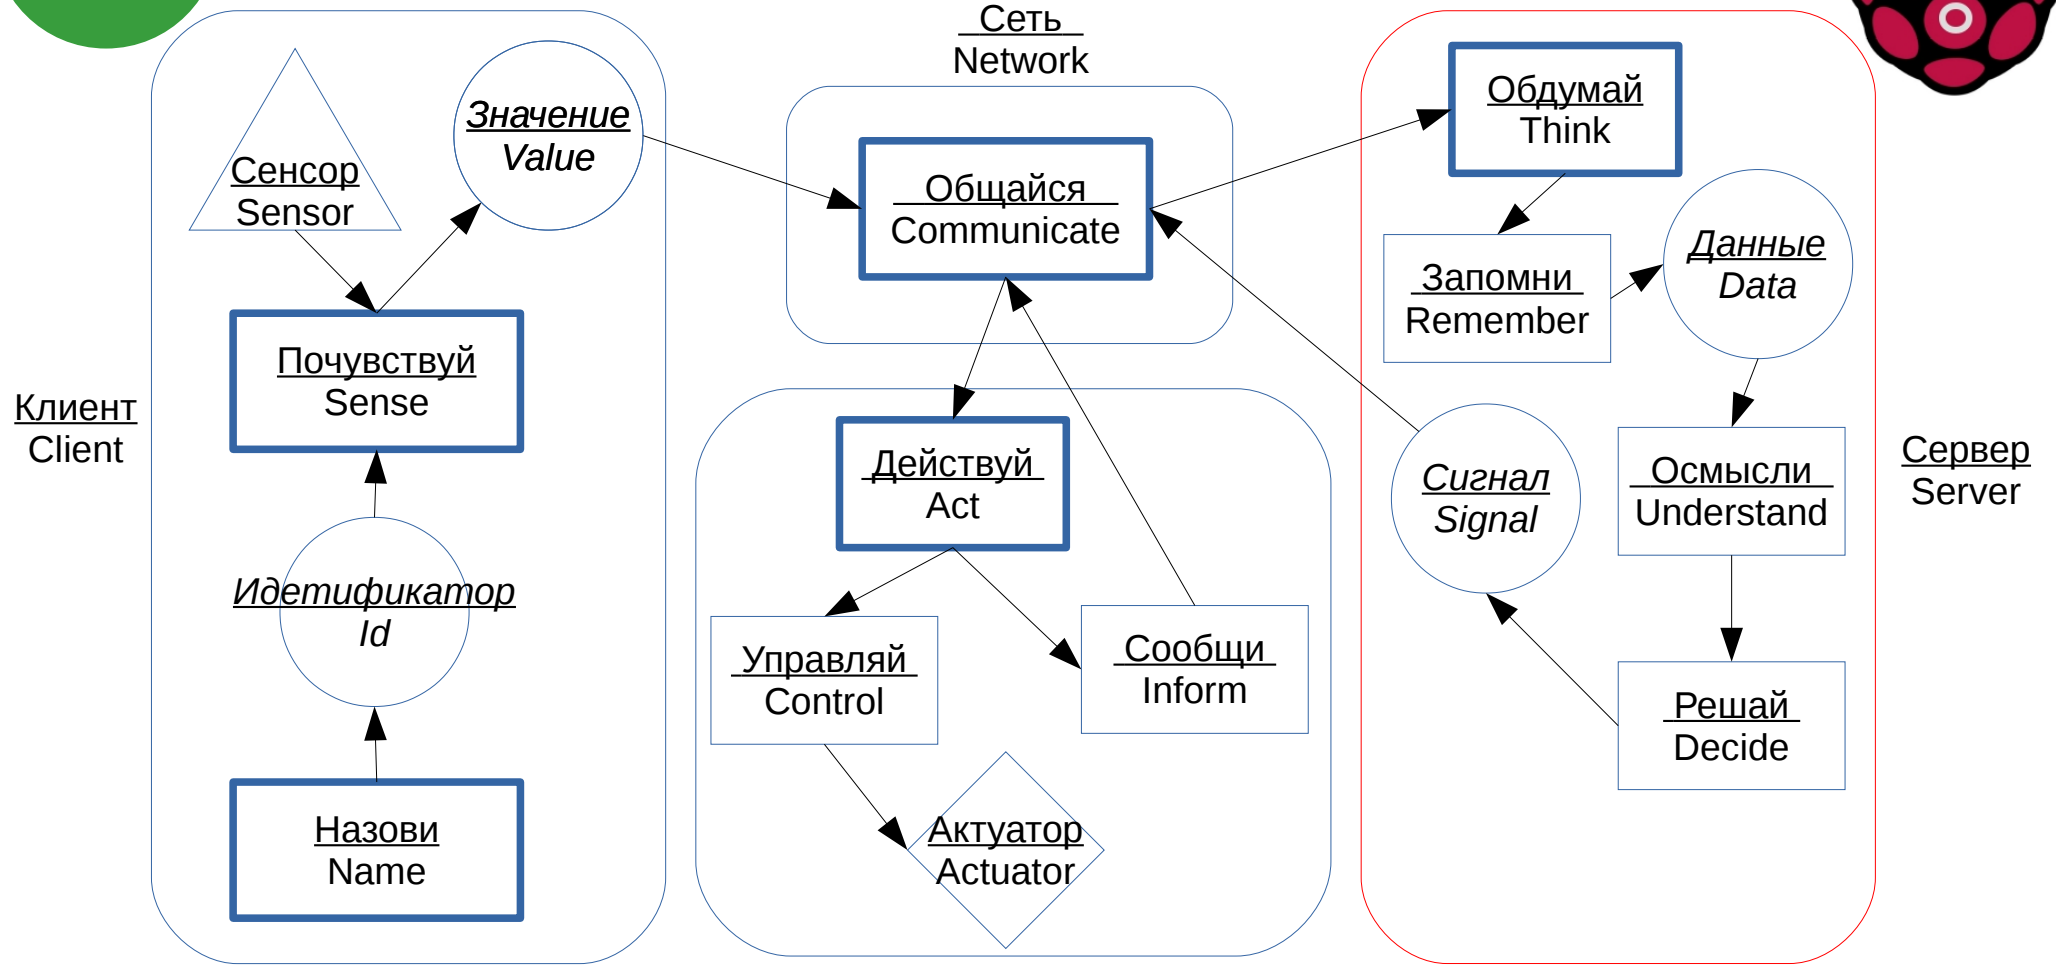 Сеть
Network
Значение
Value
Сенсор
Sensor
Общайся
Communicate
Обдумай
Think
Запомни
Remember
Данные
Data
Почувствуй
Sense
Клиент
Client
Действуй
Act
Сигнал
Signal
Осмысли
Understand
Сервер
Server
Идетификатор
Id
Управляй
Control
Сообщи
Inform
Решай
Decide
Назови
Name
Актуатор
Actuator